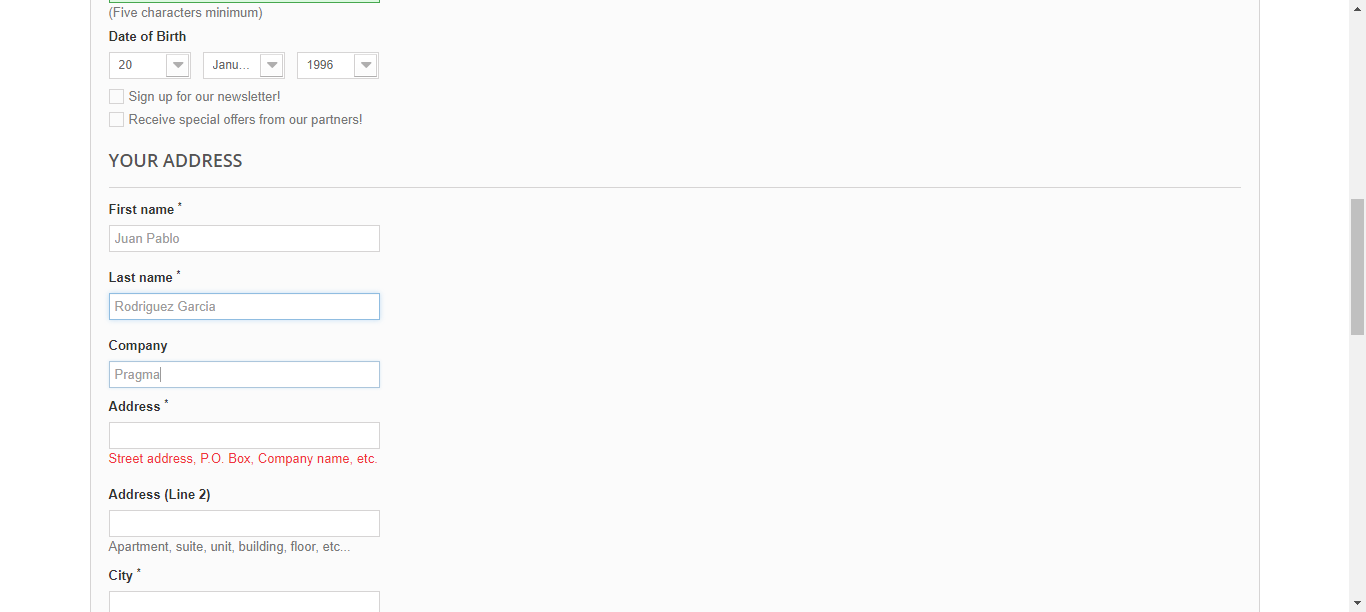 (Five characters minimum)
Date of Birth
20 Janu... 1996
Sign up for our newsletter!
Receive special offers from our partners!
YOUR ADDRESS
First name *
Juan Pablo
Last name *
Rodriguez Garcia
Company
Pragma
Address *
Street address, P.O. Box, Company name, etc.
Address (Line 2)
Apartment, suite, unit, building, floor, etc...
City *